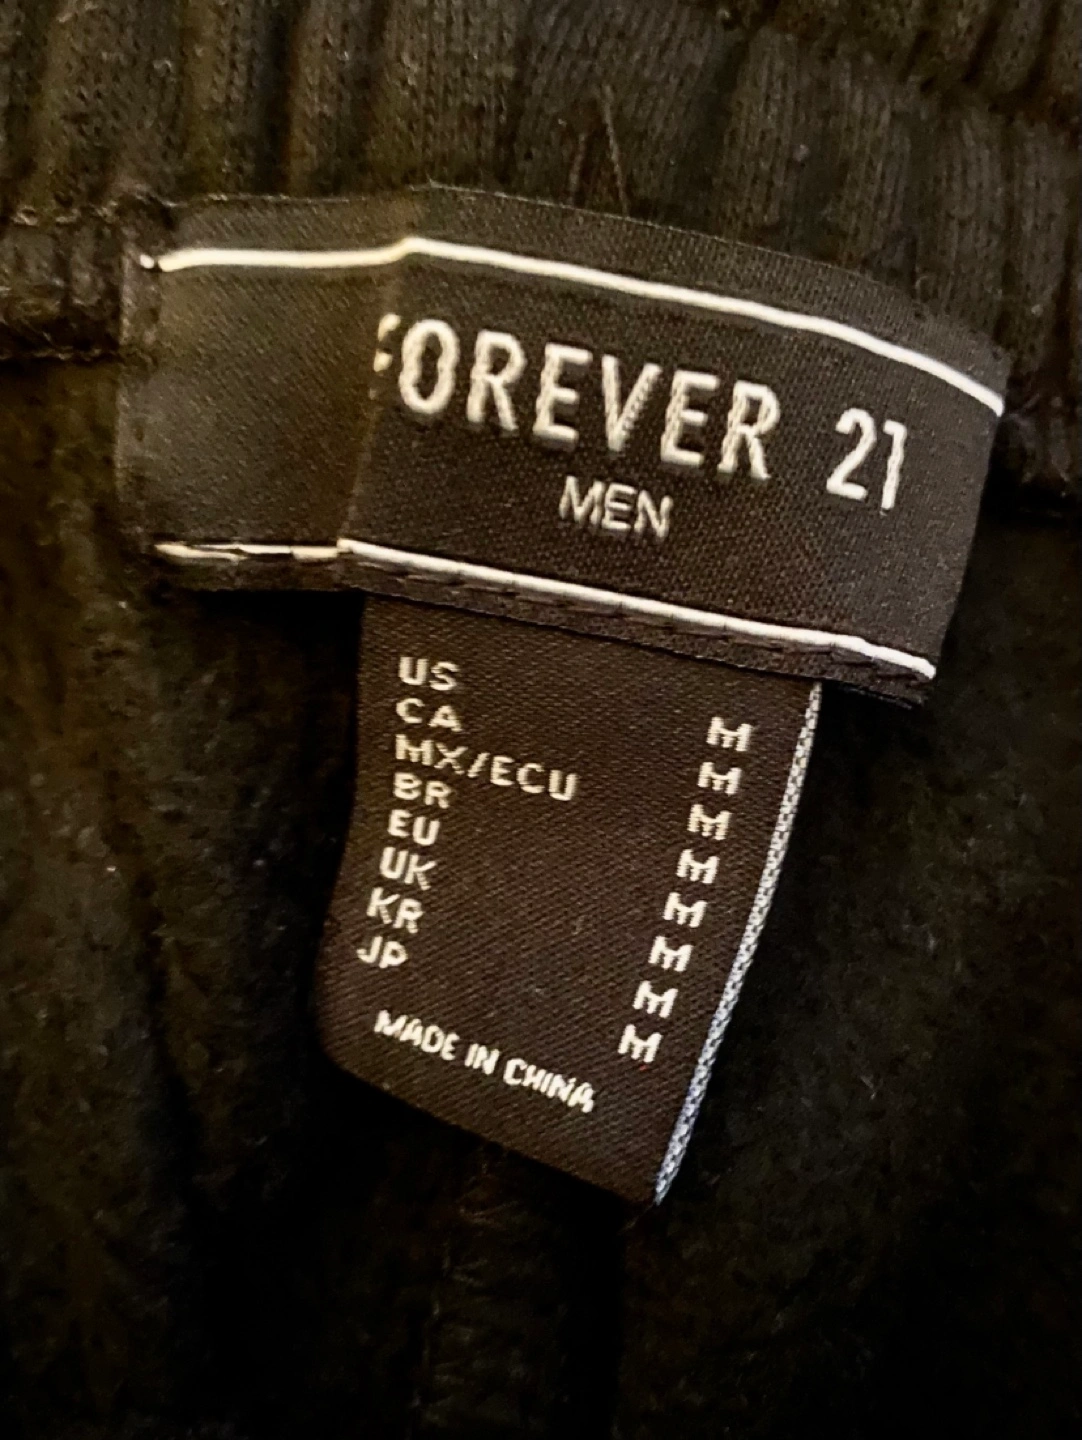 FOREVER 21
MEN
US M
CA M
MX/ECU M
BR M
EU M
UK M
KR M
JP M
MADE IN CHINA